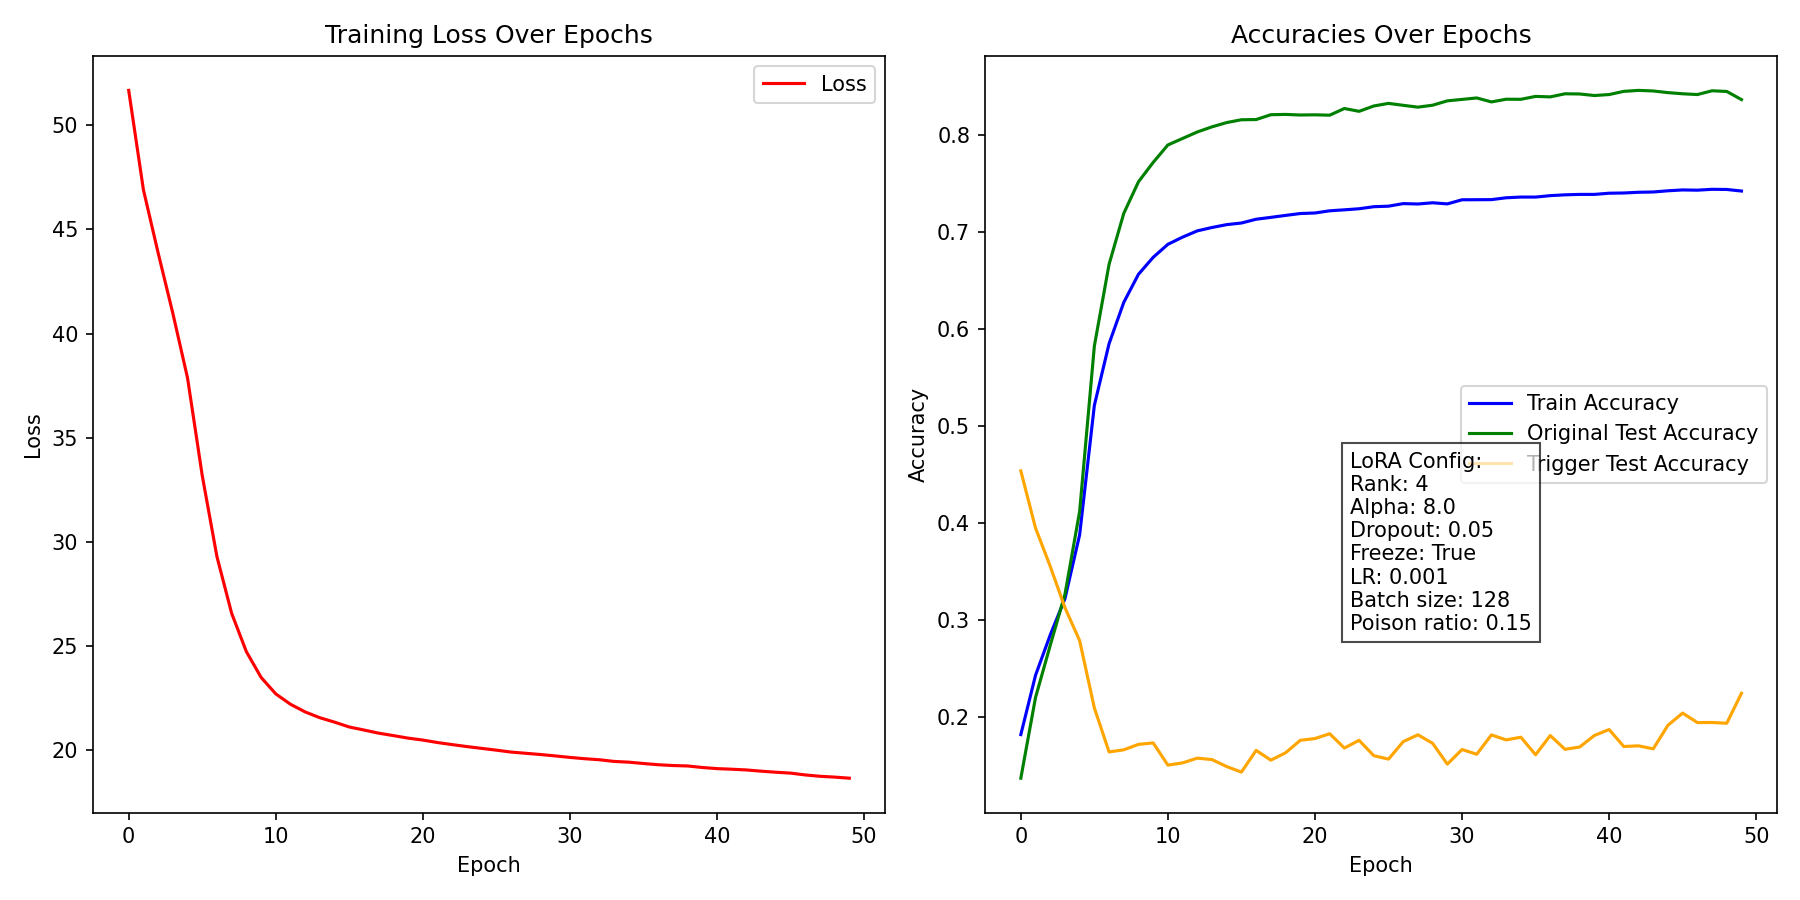 Training Loss Over Epochs
Loss
50
45
40
35
30
25
20
Loss
0
10
20
30
40
50
Epoch
Accuracies Over Epochs
Train Accuracy
Original Test Accuracy
Trigger Test Accuracy
LoRA Config:
Rank: 4
Alpha: 8.0
Dropout: 0.05
Freeze: True
LR: 0.001
Batch size: 128
Poison ratio: 0.15
0.8
0.7
0.6
0.5
0.4
0.3
0.2
Accuracy
0
10
20
30
40
50
Epoch